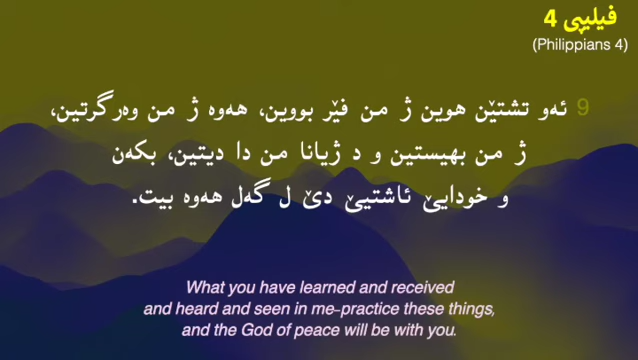 فیلیپی 4
(Philippians 4)
9 ئەو تشتێن هوین ژ من فێر بووین، هەوە ژ من وەرگرتین،
ژ من بهیستین و د ژیانا من دا دیتین، بکەن
و خودایێ ئاشتیێ دێ ل گەل هەوە بیت.
What you have learned and received
and heard and seen in me-practice these things,
and the God of peace will be with you.